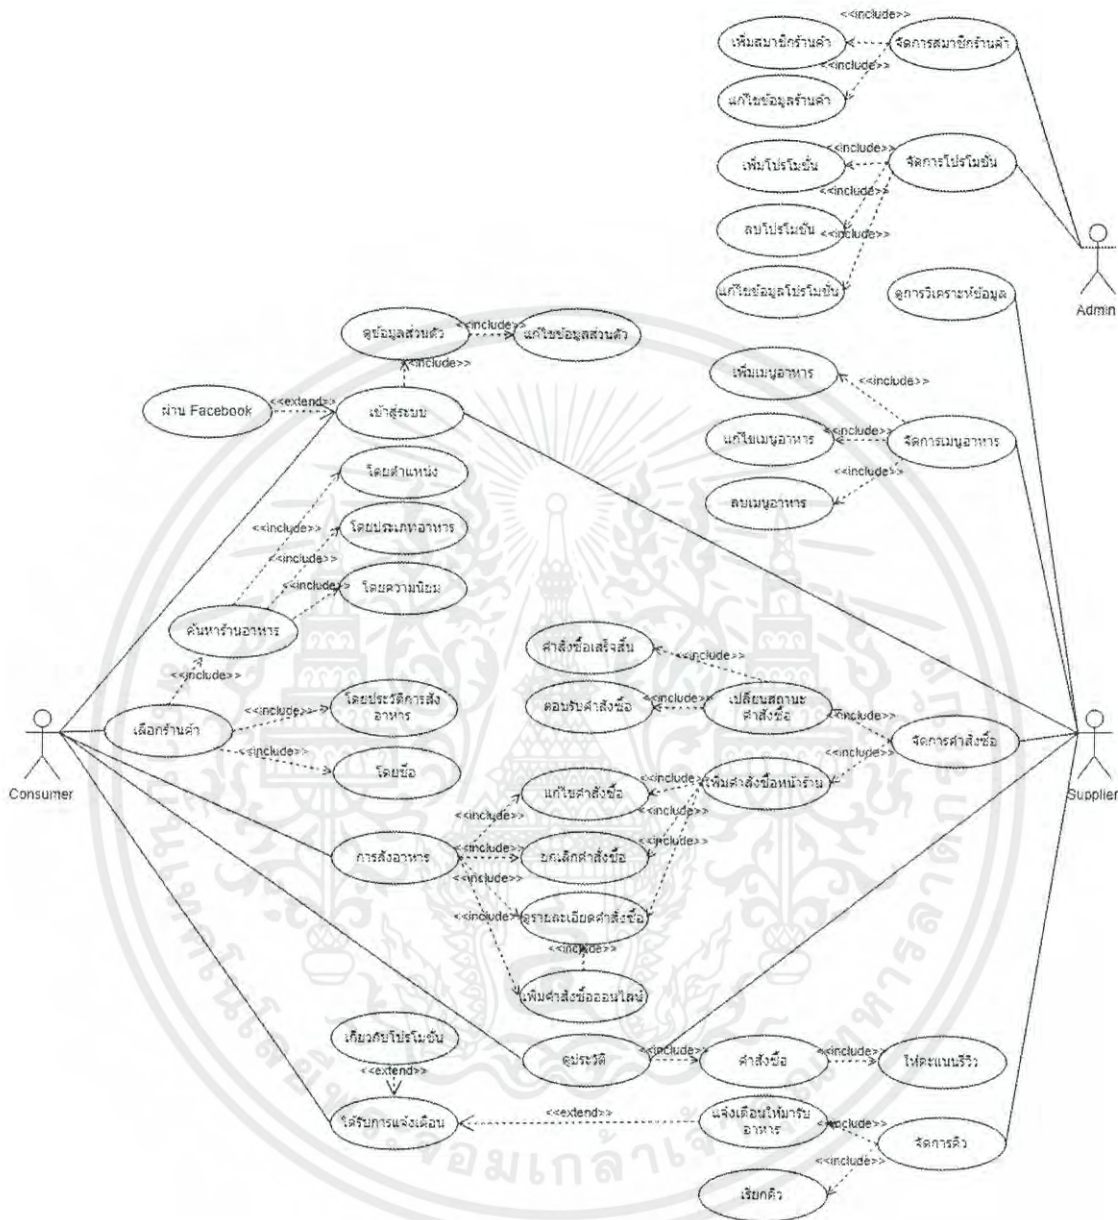 <<include>>
เพิ่มสมาชิกร้านค้า
จัดการสมาชิกร้านค้า
<<include>>
แก้ไขข้อมูลร้านค้า
<<include>>
เพิ่มโปรโมชั่น
จัดการโปรโมชั่น
<<include>>
ลบโปรโมชั่น
<<include>>
แก้ไขข้อมูลโปรโมชั่น
ดูการวิเคราะห์ข้อมูล
Admin
ดูข้อมูลส่วนตัว
<<include>>
แก้ไขข้อมูลส่วนตัว
<<include>>
ผ่าน Facebook
<<extend>>
เข้าสู่ระบบ
เพิ่มเมนูอาหาร
<<include>>
แก้ไขเมนูอาหาร
<<include>>
จัดการเมนูอาหาร
<<include>>
ลบเมนูอาหาร
โดยตำแหน่ง
<<include>>
โดยประเภทอาหาร
<<include>>
<<include>>
โดยความนิยม
ค้นหาร้านอาหาร
<<include>>
เลือกร้านค้า
<<include>>
โดยประวัติการสั่ง
อาหาร
<<include>>
โดยชื่อ
Consumer
คำสั่งซื้อเสร็จสิ้น
<<include>>
ตอบรับคำสั่งซื้อ
<<include>>
เปลี่ยนสถานะ
คำสั่งซื้อ
<<include>>
จัดการคำสั่งซื้อ
<<include>>
เพิ่มคำสั่งซื้อหน้าร้าน
Supplier
แก้ไขคำสั่งซื้อ
<<include>>
<<include>>
<<include>>
<<include>>
การสั่งอาหาร
<<include>>
ยกเลิกคำสั่งซื้อ
<<include>>
<<include>>
ดูรายละเอียดคำสั่งซื้อ
<<include>>
เพิ่มคำสั่งซื้อออนไลน์
เกี่ยวกับโปรโมชั่น
<<extend>>
ดูประวัติ
<<include>>
คำสั่งซื้อ
<<include>>
ให้คะแนนรีวิว
ได้รับการแจ้งเตือน
<<extend>>
แจ้งเตือนให้มารับ
อาหาร
<<include>>
จัดการคิว
<<include>>
เรียกคิว